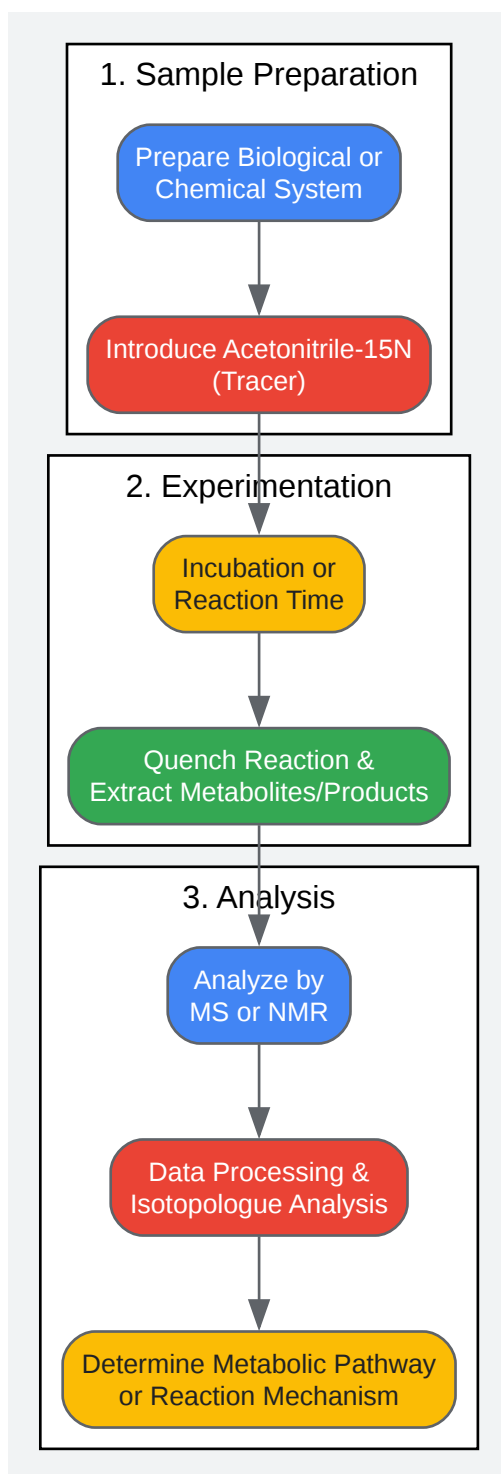 1. Sample Preparation
Prepare Biological or
Chemical System
Introduce Acetonitrile-15N
(Tracer)
2. Experimentation
Incubation or
Reaction Time
Quench Reaction &
Extract Metabolites/Products
3. Analysis
Analyze by
MS or NMR
Data Processing &
Isotopologue Analysis
Determine Metabolic Pathway
or Reaction Mechanism